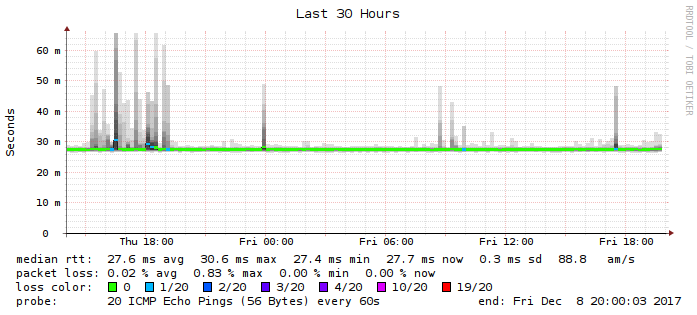 Last 30 Hours
RRDTOOL / TOBI OETIKER
Seconds
60 m
50 m
40 m
30 m
20 m
10 m
0
Thu 18:00 Fri 00:00 Fri 06:00 Fri 12:00 Fri 18:00
median rtt: 27.6 ms avg 30.6 ms max 27.4 ms min 27.7 ms now 0.3 ms sd 88.8 am/s
packet loss: 0.02 % avg 0.83 % max 0.00 % min 0.00 % now
loss color: 0 1/20 2/20 3/20 4/20 10/20 19/20
probe: 20 ICMP Echo Pings (56 Bytes) every 60s end: Fri Dec 8 20:00:03 2017